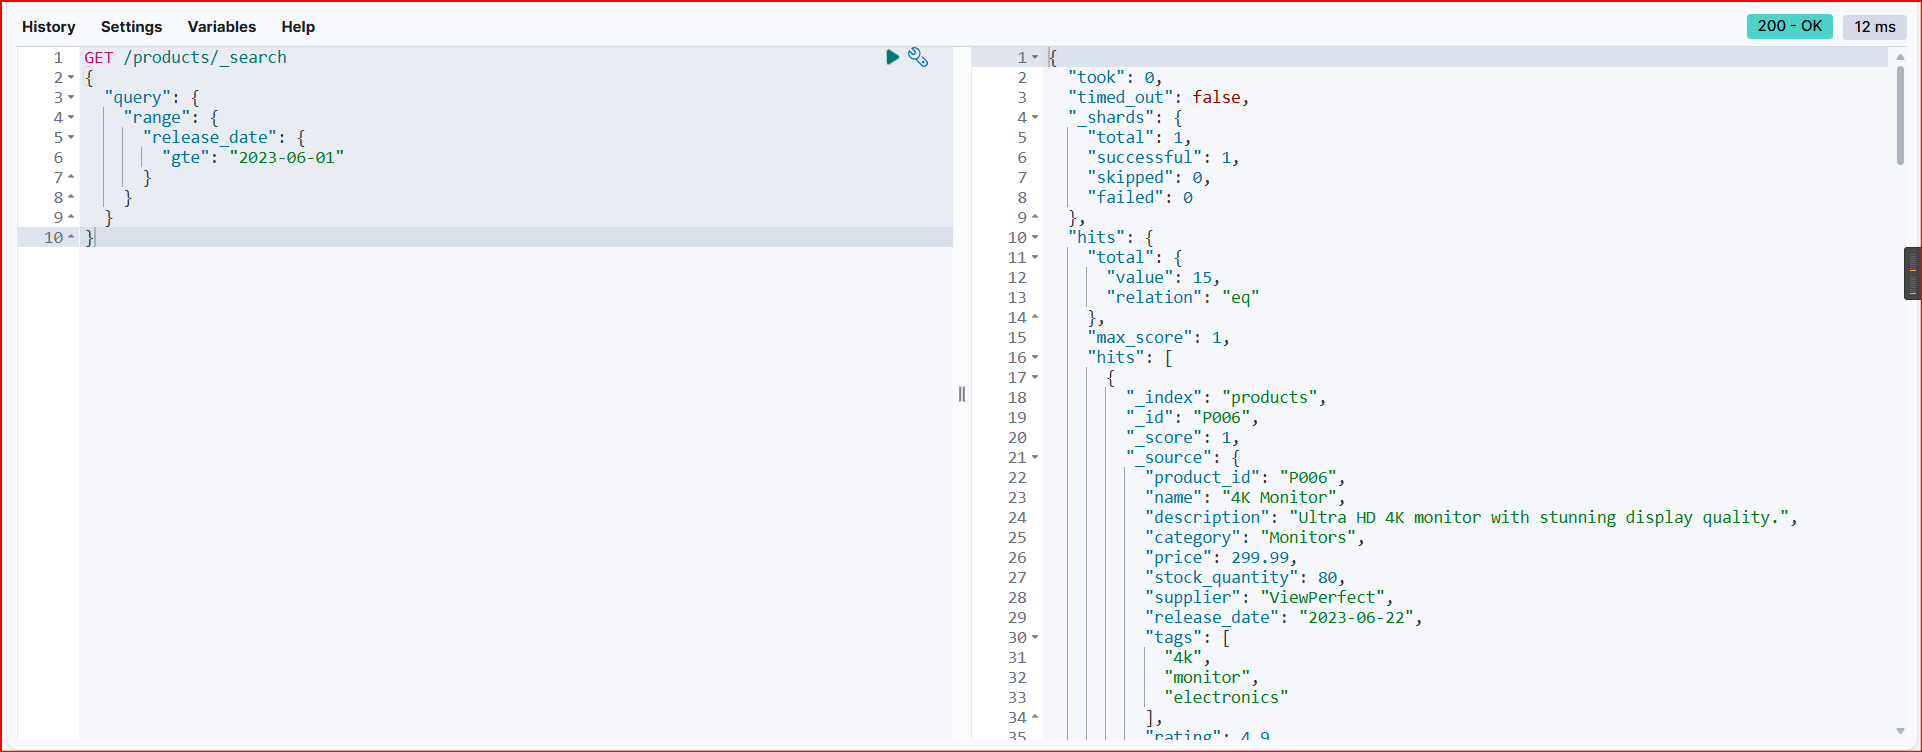 History Settings Variables Help
200 - OK 12 ms
1 GET /products/_search
2 {
3 "query": {
4 "range": {
5 "release_date": {
6 "gte": "2023-06-01"
7 }
8 }
9 }
10 }
1 {
2 "took": 0,
3 "timed_out": false,
4 "_shards": {
5 "total": 1,
6 "successful": 1,
7 "skipped": 0,
8 "failed": 0
9 },
10 "hits": {
11 "total": {
12 "value": 15,
13 "relation": "eq"
14 },
15 "max_score": 1,
16 "hits": [
17 {
18 "_index": "products",
19 "_id": "P006",
20 "_score": 1,
21 "_source": {
22 "product_id": "P006",
23 "name": "4K Monitor",
24 "description": "Ultra HD 4K monitor with stunning display quality.",
25 "category": "Monitors",
26 "price": 299.99,
27 "stock_quantity": 80,
28 "supplier": "ViewPerfect",
29 "release_date": "2023-06-22",
30 "tags": [
31 "4k",
32 "monitor",
33 "electronics"
34 ],
35 "rating": 4.9